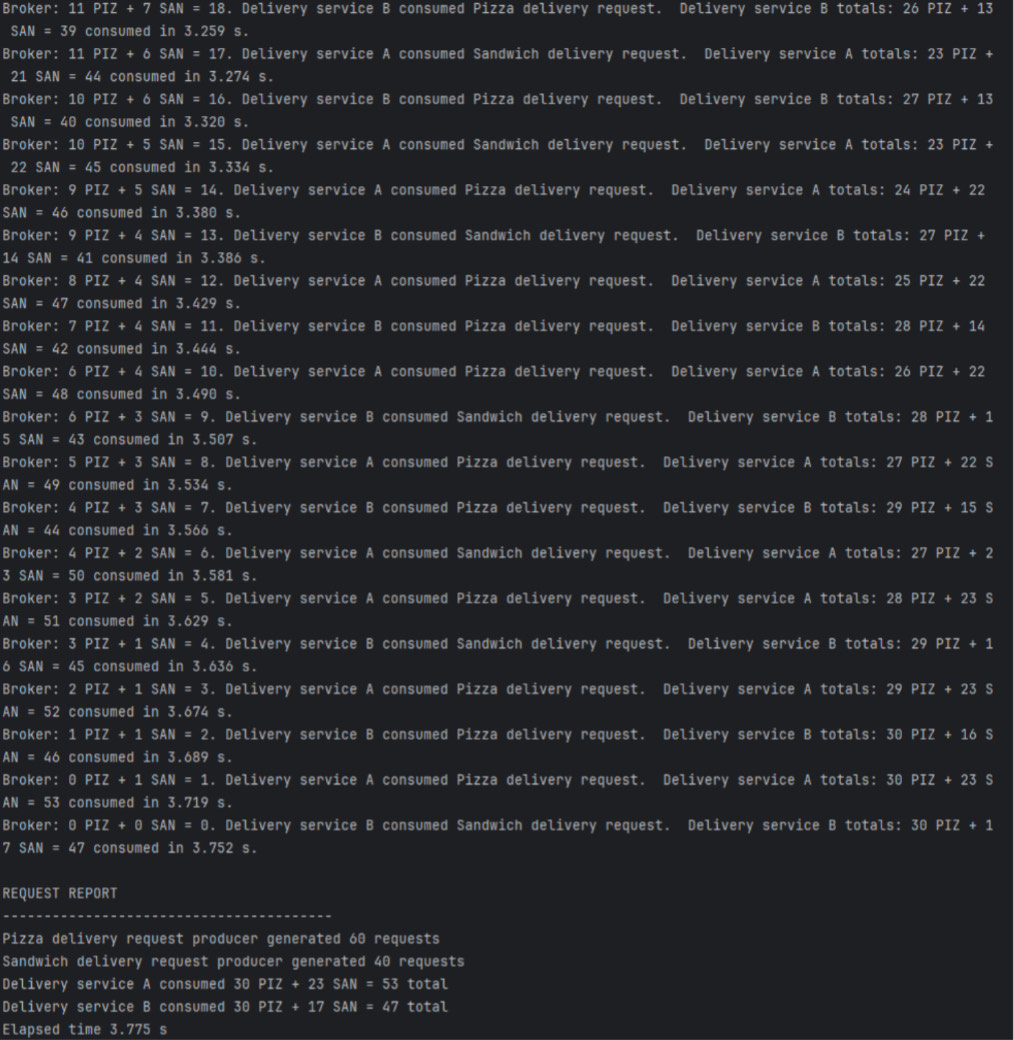 Broker: 11 PIZ + 7 SAN = 18. Delivery service B consumed Pizza delivery request.  Delivery service B totals: 26 PIZ + 13
 SAN = 39 consumed in 3.259 s.
Broker: 11 PIZ + 6 SAN = 17. Delivery service A consumed Sandwich delivery request.  Delivery service A totals: 23 PIZ +
 21 SAN = 44 consumed in 3.274 s.
Broker: 10 PIZ + 6 SAN = 16. Delivery service B consumed Pizza delivery request.  Delivery service B totals: 27 PIZ + 13
 SAN = 40 consumed in 3.320 s.
Broker: 10 PIZ + 5 SAN = 15. Delivery service A consumed Sandwich delivery request.  Delivery service A totals: 23 PIZ +
 22 SAN = 45 consumed in 3.334 s.
Broker: 9 PIZ + 5 SAN = 14. Delivery service A consumed Pizza delivery request.  Delivery service A totals: 24 PIZ + 22
SAN = 46 consumed in 3.380 s.
Broker: 9 PIZ + 4 SAN = 13. Delivery service B consumed Sandwich delivery request.  Delivery service B totals: 27 PIZ +
14 SAN = 41 consumed in 3.386 s.
Broker: 8 PIZ + 4 SAN = 12. Delivery service A consumed Pizza delivery request.  Delivery service A totals: 25 PIZ + 22
SAN = 47 consumed in 3.429 s.
Broker: 7 PIZ + 4 SAN = 11. Delivery service B consumed Pizza delivery request.  Delivery service B totals: 28 PIZ + 14
SAN = 42 consumed in 3.444 s.
Broker: 6 PIZ + 4 SAN = 10. Delivery service A consumed Pizza delivery request.  Delivery service A totals: 26 PIZ + 22
SAN = 48 consumed in 3.490 s.
Broker: 6 PIZ + 3 SAN = 9. Delivery service B consumed Sandwich delivery request.  Delivery service B totals: 28 PIZ + 1
5 SAN = 43 consumed in 3.507 s.
Broker: 5 PIZ + 3 SAN = 8. Delivery service A consumed Pizza delivery request.  Delivery service A totals: 27 PIZ + 22 S
AN = 49 consumed in 3.534 s.
Broker: 4 PIZ + 3 SAN = 7. Delivery service B consumed Pizza delivery request.  Delivery service B totals: 29 PIZ + 15 S
AN = 44 consumed in 3.566 s.
Broker: 4 PIZ + 2 SAN = 6. Delivery service A consumed Sandwich delivery request.  Delivery service A totals: 27 PIZ + 2
3 SAN = 50 consumed in 3.581 s.
Broker: 3 PIZ + 2 SAN = 5. Delivery service A consumed Pizza delivery request.  Delivery service A totals: 28 PIZ + 23 S
AN = 51 consumed in 3.629 s.
Broker: 3 PIZ + 1 SAN = 4. Delivery service B consumed Sandwich delivery request.  Delivery service B totals: 29 PIZ + 1
6 SAN = 45 consumed in 3.636 s.
Broker: 2 PIZ + 1 SAN = 3. Delivery service A consumed Pizza delivery request.  Delivery service A totals: 29 PIZ + 23 S
AN = 52 consumed in 3.674 s.
Broker: 1 PIZ + 1 SAN = 2. Delivery service B consumed Pizza delivery request.  Delivery service B totals: 30 PIZ + 16 S
AN = 46 consumed in 3.689 s.
Broker: 0 PIZ + 1 SAN = 1. Delivery service A consumed Pizza delivery request.  Delivery service A totals: 30 PIZ + 23 S
AN = 53 consumed in 3.719 s.
Broker: 0 PIZ + 0 SAN = 0. Delivery service B consumed Sandwich delivery request.  Delivery service B totals: 30 PIZ + 1
7 SAN = 47 consumed in 3.752 s.

REQUEST REPORT
----------------------------------------
Pizza delivery request producer generated 60 requests
Sandwich delivery request producer generated 40 requests
Delivery service A consumed 30 PIZ + 23 SAN = 53 total
Delivery service B consumed 30 PIZ + 17 SAN = 47 total
Elapsed time 3.775 s